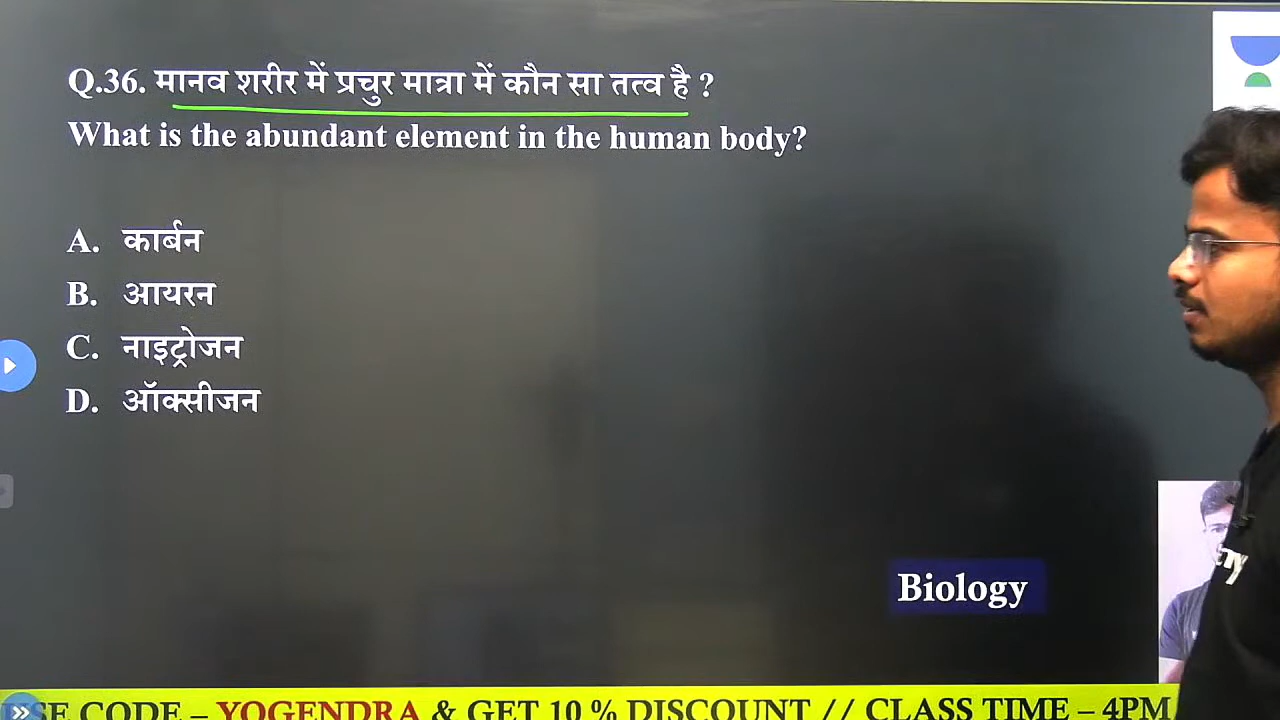 Q.36. मानव शरीर में प्रचुर मात्रा में कौन सा तत्व है ?
What is the abundant element in the human body?
A. कार्बन
B. आयरन
C. नाइट्रोजन
D. ऑक्सीजन
Biology
CODE – YOGENDRA & GET 10 % DISCOUNT // CLASS TIME – 4PM